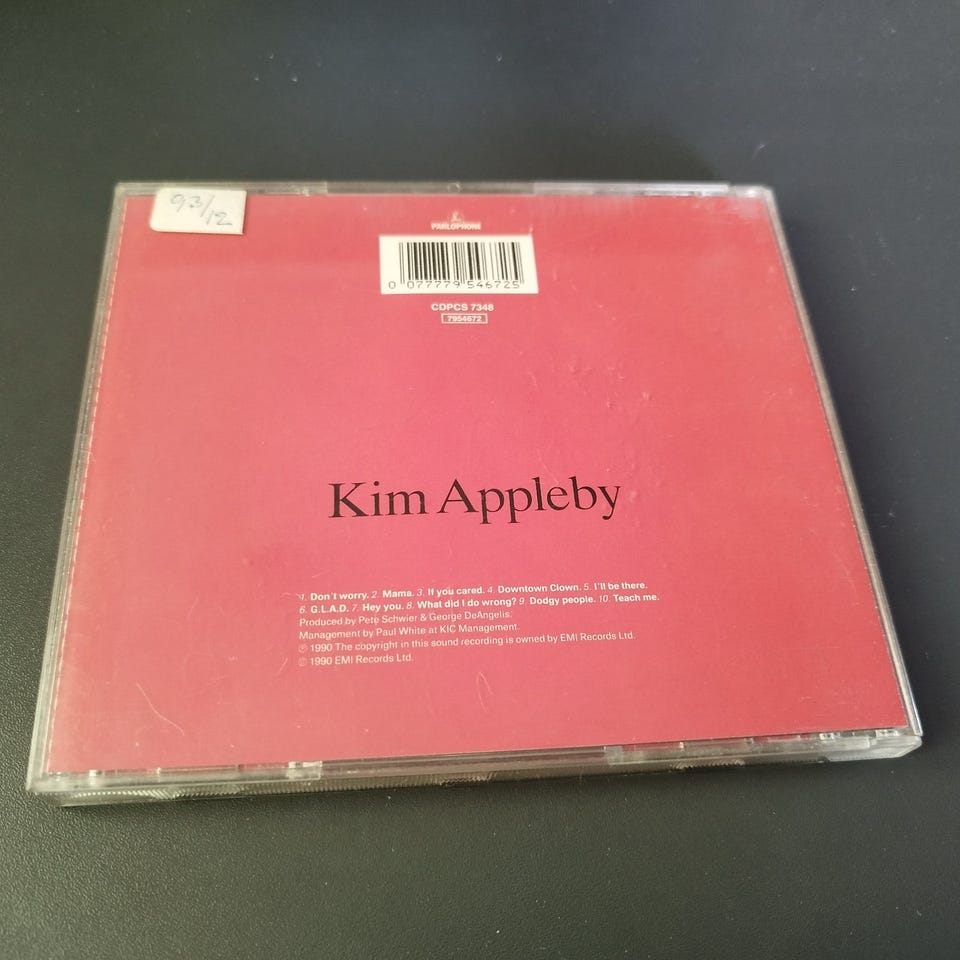 93/12
PARLOPHONE
0 077779 546725
CDPCS 7348
7954672
Kim Appleby
1. Don't worry. 2. Mama. 3. If you cared. 4. Downtown Clown. 5. I'll be there.
6. G.L.A.D. 7. Hey you. 8. What did I do wrong? 9. Dodgy people. 10. Teach me.
Produced by Pete Schwier & George DeAngelis.
Management by Paul White at KIC Management.
℗ 1990 The copyright in this sound recording is owned by EMI Records Ltd.
© 1990 EMI Records Ltd.